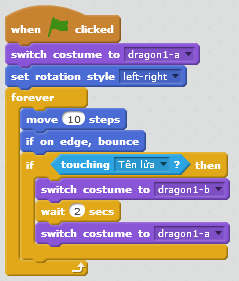 when clicked
switch costume to dragon1-a
set rotation style left-right
forever
move 10 steps
if on edge, bounce
if touching Tên lửa ? then
switch costume to dragon1-b
wait 2 secs
switch costume to dragon1-a